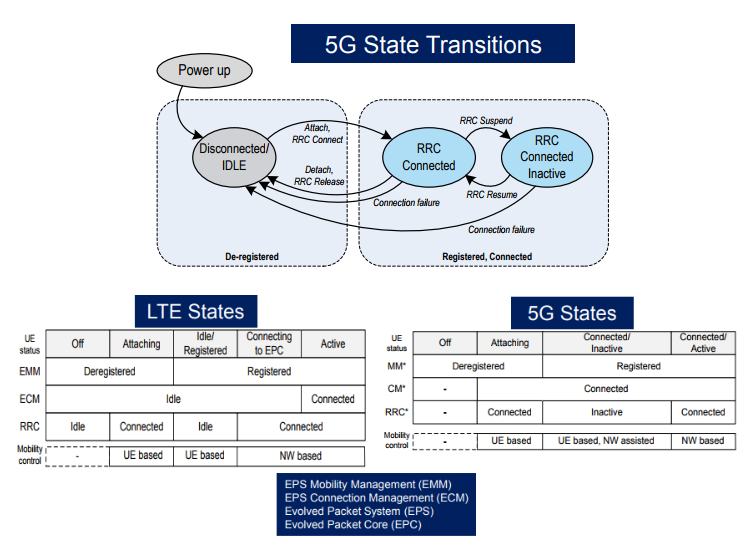 5G State Transitions
Power up
Disconnected/
IDLE
Attach,
RRC Connect
Detach,
RRC Release
RRC
Connected
RRC Suspend
RRC
Connected
Inactive
RRC Resume
Connection failure
Connection failure
De-registered
Registered, Connected
LTE States
UE
status
Off
Attaching
Idle/
Registered
Connecting
to EPC
Active
EMM
Deregistered
Registered
ECM
Idle
Connected
RRC
Idle
Connected
Idle
Connected
Mobility
control
-
UE based
UE based
NW based
5G States
UE
status
Off
Attaching
Connected/
Inactive
Connected/
Active
MM*
Deregistered
Registered
CM*
-
Connected
RRC*
-
Connected
Inactive
Connected
Mobility
control
-
UE based
UE based, NW assisted
NW based
EPS Mobility Management (EMM)
EPS Connection Management (ECM)
Evolved Packet System (EPS)
Evolved Packet Core (EPC)